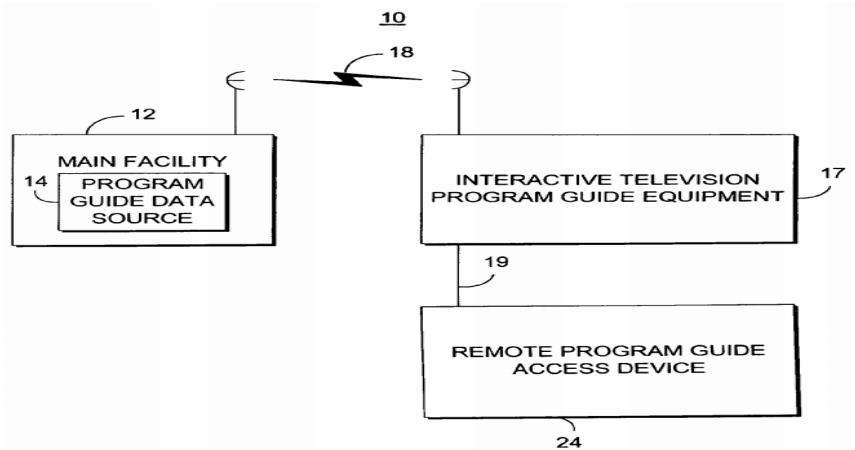 10
18
12
MAIN FACILITY
14
PROGRAM
GUIDE DATA
SOURCE
INTERACTIVE TELEVISION
PROGRAM GUIDE EQUIPMENT
17
19
REMOTE PROGRAM GUIDE
ACCESS DEVICE
24